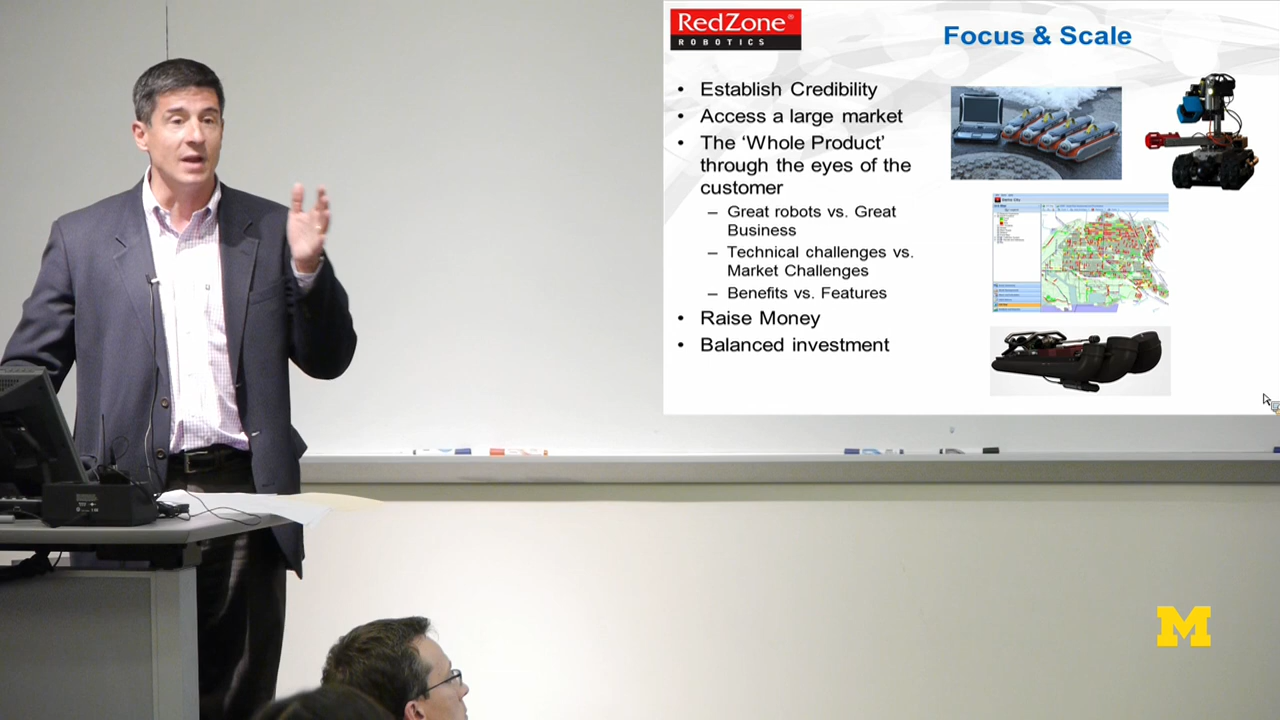 RedZone®
ROBOTICS
Focus & Scale
• Establish Credibility
• Access a large market
• The ‘Whole Product’
through the eyes of the
customer
– Great robots vs. Great
Business
– Technical challenges vs.
Market Challenges
– Benefits vs. Features
• Raise Money
• Balanced investment
M